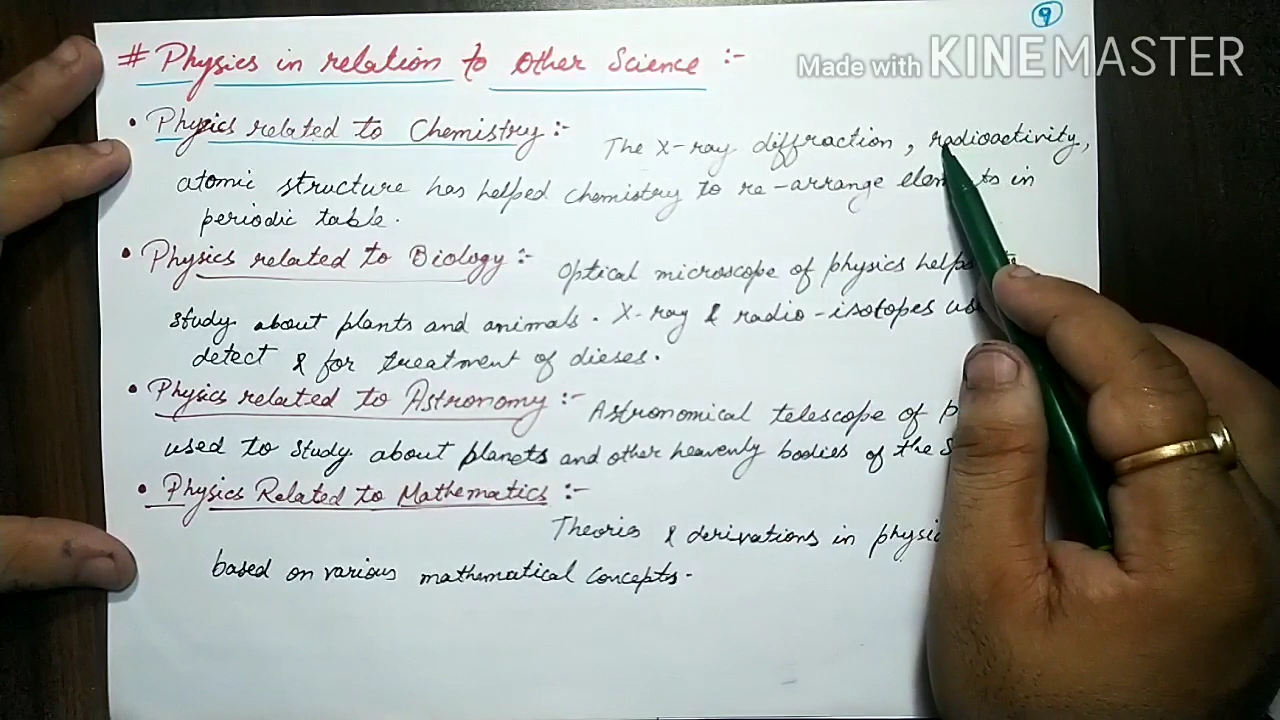 9
# Physics in relation to Other Science :-
Made with KINEMASTER
• Physics related to Chemistry :-
The X-ray diffraction, radioactivity,
atomic structure has helped chemistry to re-arrange elements in
periodic table.
• Physics related to Biology :-
Optical microscope of physics helps
study about plants and animals. X-ray & radio-isotopes
detect & for treatment of dieses.
• Physics related to Astronomy :-
Astronomical telescope of
used to study about planets and other heavenly bodies of the
• Physics Related to Mathematics :-
Theories & derivations in
based on various mathematical concepts.